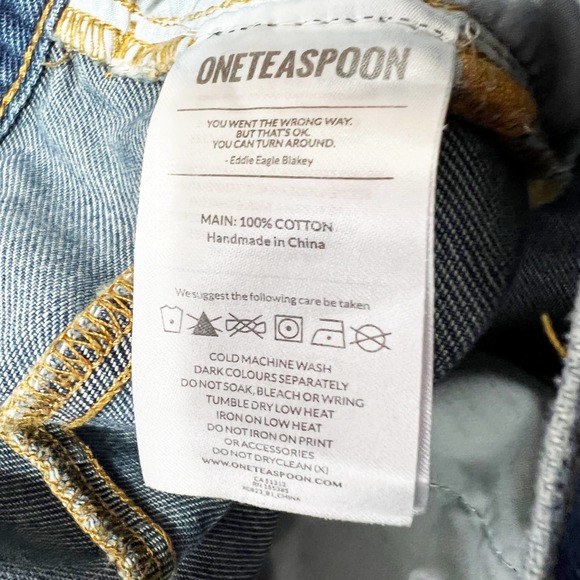 ONETEASPOON
YOU WENT THE WRONG WAY.
BUT THAT'S OK.
YOU CAN TURN AROUND.
- Eddie Eagle Blakey
MAIN: 100% COTTON
Handmade in China
We suggest the following care be taken
COLD MACHINE WASH
DARK COLOURS SEPARATELY
DO NOT SOAK, BLEACH OR WRING
TUMBLE DRY LOW HEAT
IRON ON LOW HEAT
DO NOT IRON ON PRINT
OR ACCESSORIES
DO NOT DRYCLEAN (X)
WWW.ONETEASPOON.COM